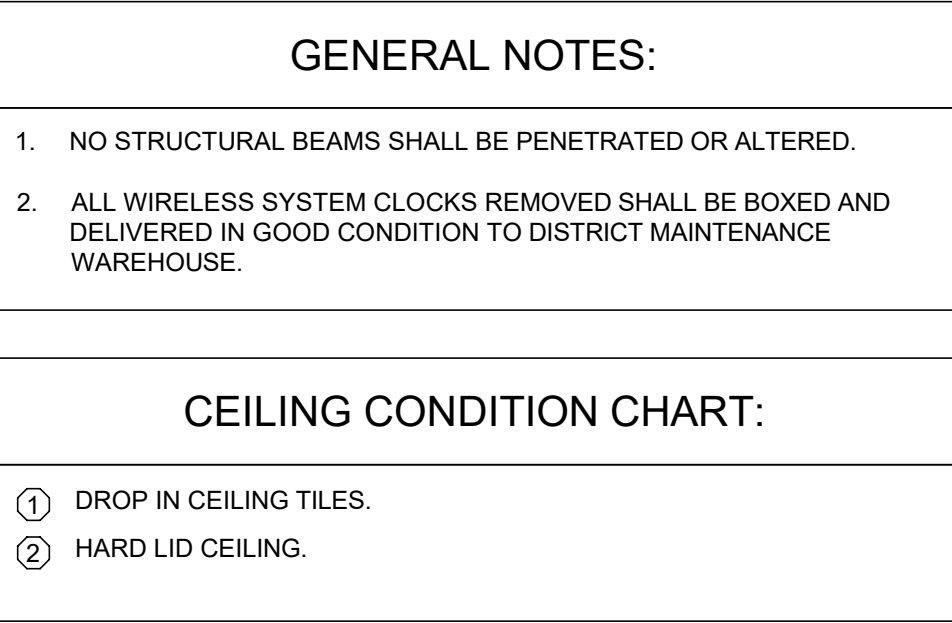 GENERAL NOTES:
1. NO STRUCTURAL BEAMS SHALL BE PENETRATED OR ALTERED.
2. ALL WIRELESS SYSTEM CLOCKS REMOVED SHALL BE BOXED AND
DELIVERED IN GOOD CONDITION TO DISTRICT MAINTENANCE
WAREHOUSE.
CEILING CONDITION CHART:
1 DROP IN CEILING TILES.
2 HARD LID CEILING.